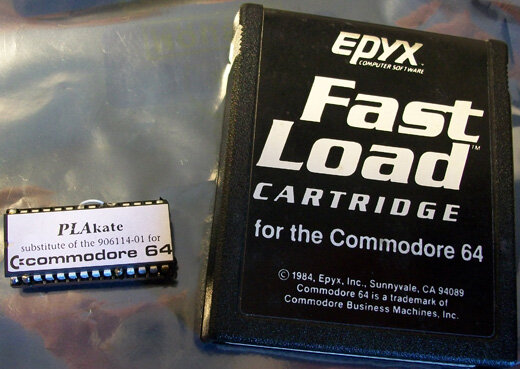 PLAkate
substitute of the 906114-01 for
commodore 64
EPYX
COMPUTER SOFTWARE
Fast
Load™
CARTRIDGE
for the Commodore 64
© 1984, Epyx, Inc., Sunnyvale, CA 94089
Commodore 64 is a trademark of
Commodore Business Machines, Inc.